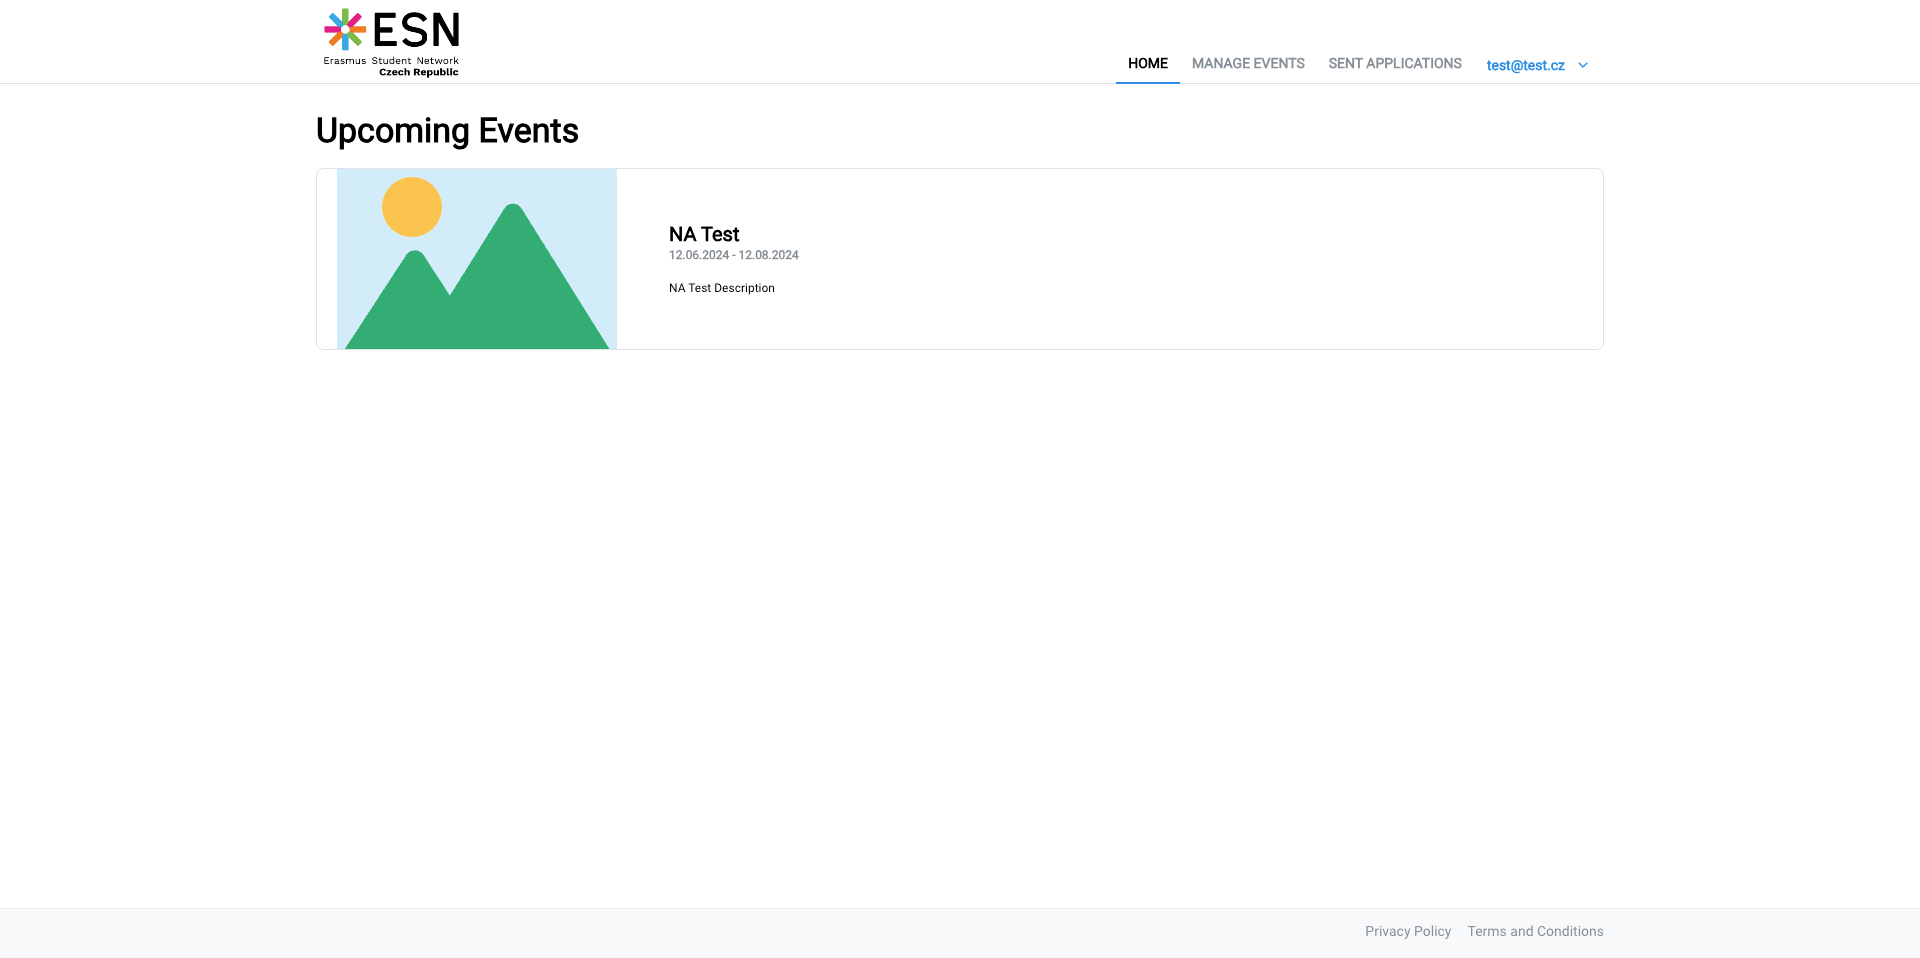 ESN
Erasmus Student Network
Czech Republic
HOME MANAGE EVENTS SENT APPLICATIONS test@test.cz
Upcoming Events
NA Test
12.06.2024 - 12.08.2024
NA Test Description
Privacy Policy Terms and Conditions